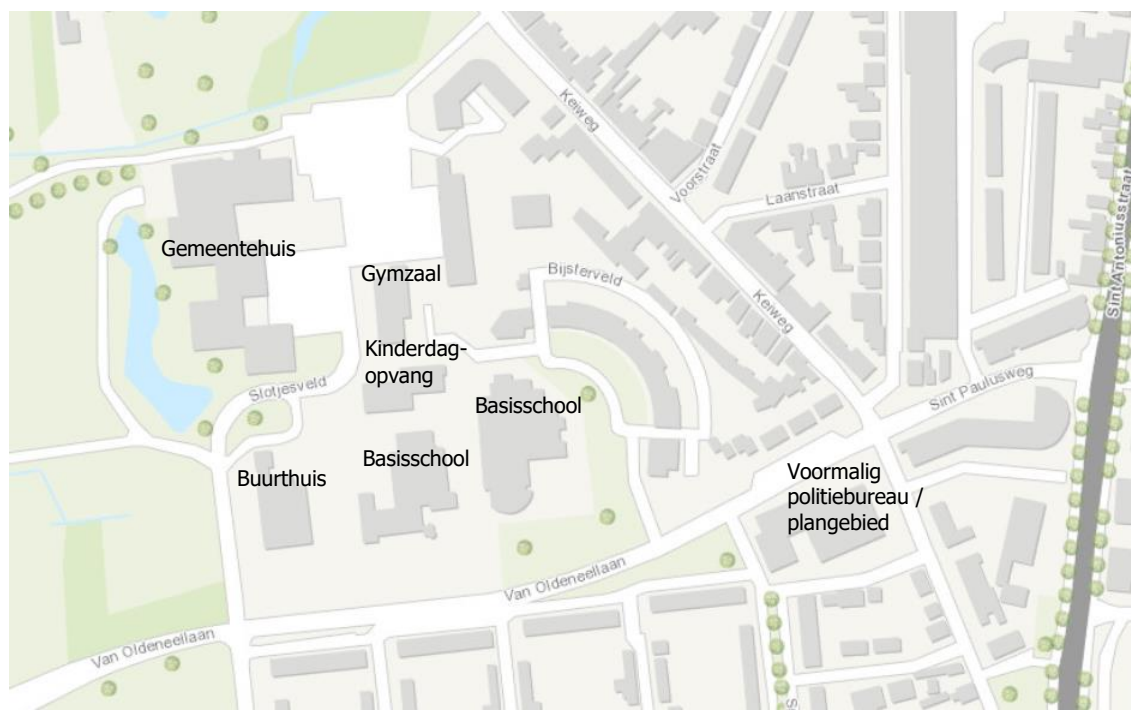 Keiweg
Voorstraat
Laanstraat
Sint Antoniusstraat
Gemeentehuis
Gymzaal
Bijsterveld
Keiweg
Kinderdag-
opvang
Slotjesveld
Sint Paulusweg
Basisschool
Basisschool
Buurthuis
Voormalig
politiebureau /
plangebied
Van Oldeneellaan
Van Oldeneellaan